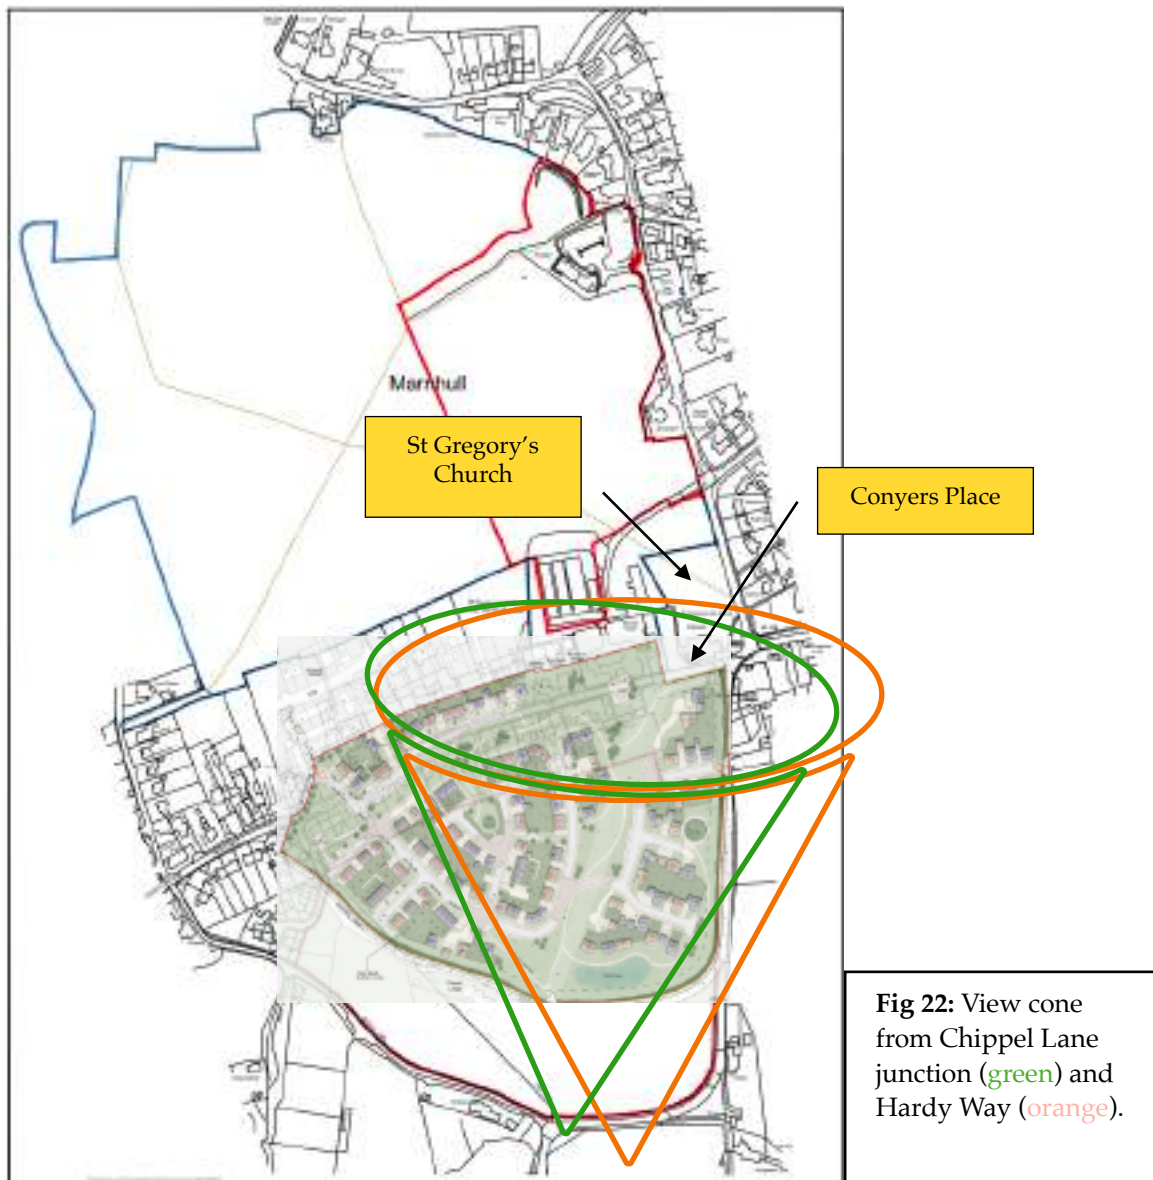 Marnhull
St Gregory’s
Church
Conyers Place
Fig 22: View cone
from Chippel Lane
junction (green) and
Hardy Way (orange).